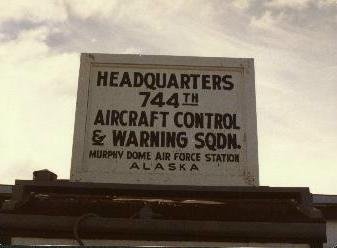 HEADQUARTERS
744TH
AIRCRAFT CONTROL
& WARNING SQDN.
MURPHY DOME AIR FORCE STATION
ALASKA